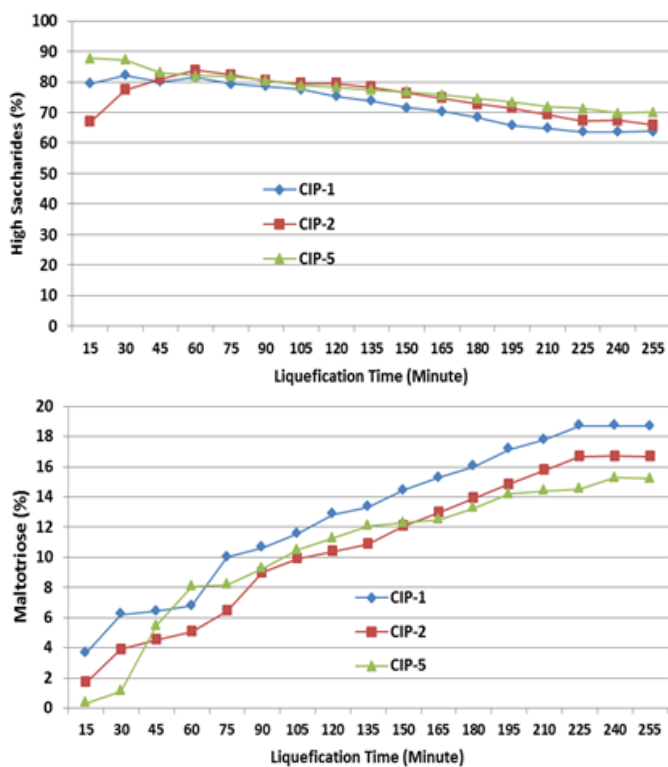 100
90
80
70
60
50
40
30
20
10
0
High Saccharides (%)
CIP-1
CIP-2
CIP-5
15 30 45 60 75 90 105 120 135 150 165 180 195 210 225 240 255
Liquefication Time (Minute)
20
18
16
14
12
10
8
6
4
2
0
Maltotriose (%)
CIP-1
CIP-2
CIP-5
15 30 45 60 75 90 105 120 135 150 165 180 195 210 225 240 255
Liquefication Time (Minute)